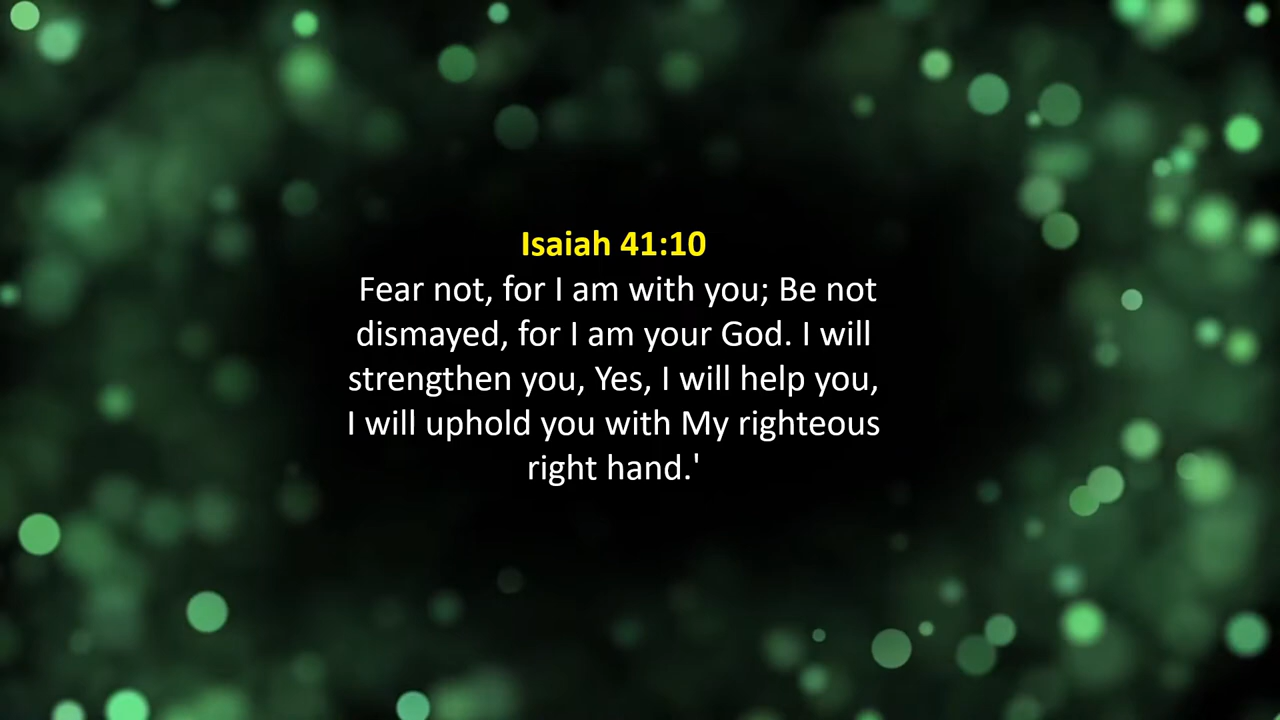 Isaiah 41:10
Fear not, for I am with you; Be not
dismayed, for I am your God. I will
strengthen you, Yes, I will help you,
I will uphold you with My righteous
right hand.'